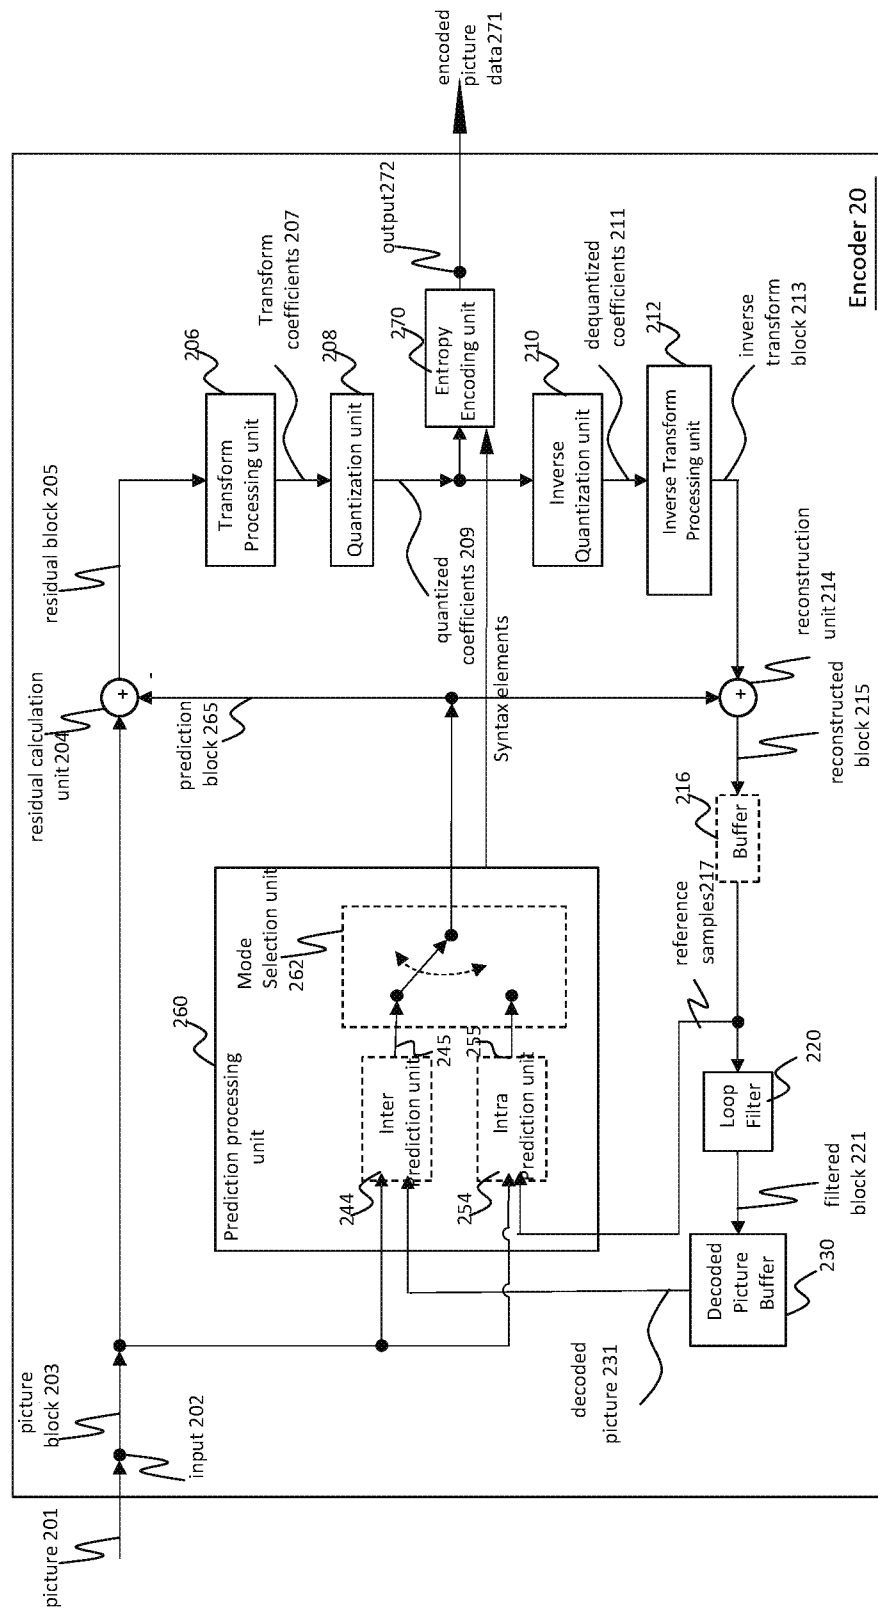 picture 201
input 202
picture
block 203
residual calculation
unit 204
residual block 205
-
+
prediction
block 265
206
Transform
Processing unit
Transform
coefficients 207
208
Quantization unit
quantized
coefficients 209
270
Entropy
Encoding unit
output272
encoded
picture
data271
Syntax elements
210
Inverse
Quantization unit
dequantized
coefficients 211
212
Inverse Transform
Processing unit
inverse
transform
block 213
+
reconstruction
unit 214
reconstructed
block 215
216
Buffer
reference
samples217
220
Loop
Filter
filtered
block 221
230
Decoded
Picture
Buffer
decoded
picture 231
260
Prediction processing
unit
244
Inter
Prediction unit
245
254
Intra
Prediction unit
255
Mode
Selection unit
262
Encoder 20